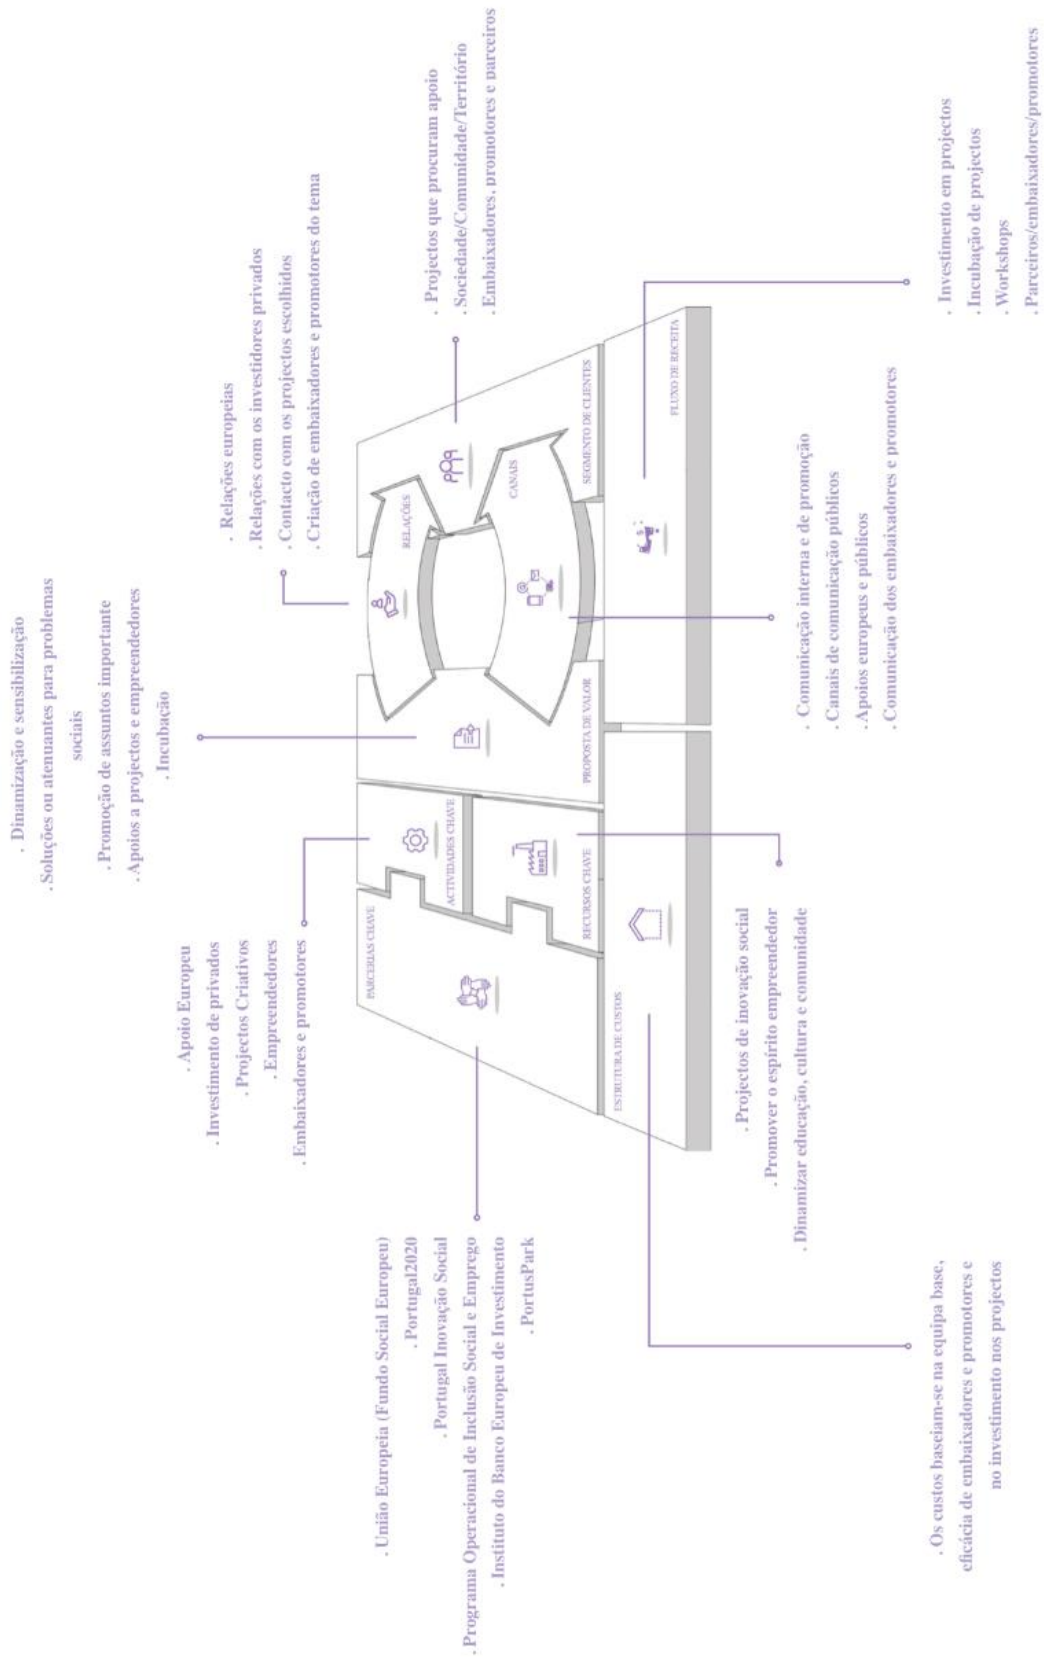 . Dinamização e sensibilização
. Soluções ou atenuantes para problemas
sociais
. Promoção de assuntos importante
. Apoios a projectos e empreendedores
. Incubação
. Apoio Europeu
. Investimento de privados
. Projectos Criativos
. Empreendedores
. Embaixadores e promotores
. Relações europeias
. Relações com os investidores privados
. Contacto com os projectos escolhidos
. Criação de embaixadores e promotores do tema
. União Europeia (Fundo Social Europeu)
. Portugal2020
. Portugal Inovação Social
. Programa Operacional de Inclusão Social e Emprego
. Instituto do Banco Europeu de Investimento
. PortusPark
. Projectos que procuram apoio
. Sociedade/Comunidade/Território
. Embaixadores, promotores e parceiros
PARCERIAS CHAVE
ACTIVIDADES CHAVE
RECURSOS CHAVE
PROPOSTA DE VALOR
RELAÇÕES
CANAIS
SEGMENTO DE CLIENTES
ESTRUTURA DE CUSTOS
FLUXO DE RECEITA
. Projectos de inovação social
. Promover o espírito empreendedor
. Dinamizar educação, cultura e comunidade
. Comunicação interna e de promoção
. Canais de comunicação públicos
. Apoios europeus e públicos
. Comunicação dos embaixadores e promotores
. Os custos baseiam-se na equipa base,
eficácia de embaixadores e promotores e
no investimento nos projectos
. Investimento em projectos
. Incubação de projectos
. Workshops
. Parceiros/embaixadores/promotores